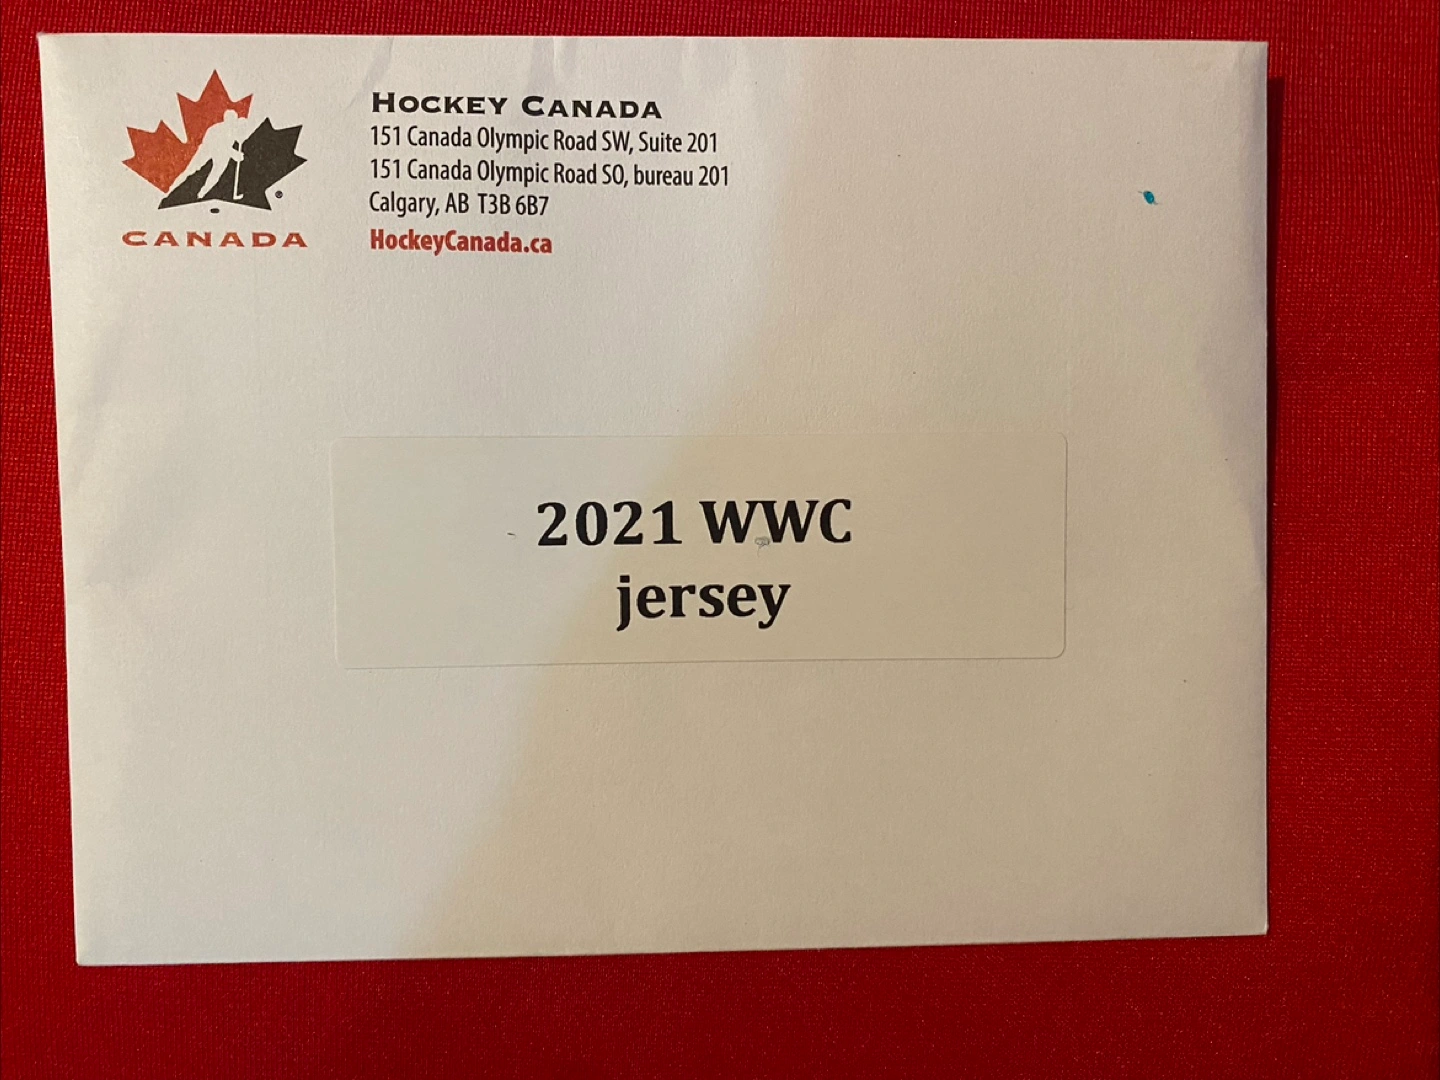 CANADA
HOCKEY CANADA
151 Canada Olympic Road SW, Suite 201
151 Canada Olympic Road SO, bureau 201
Calgary, AB T3B 6B7
HockeyCanada.ca
2021 WWC
jersey